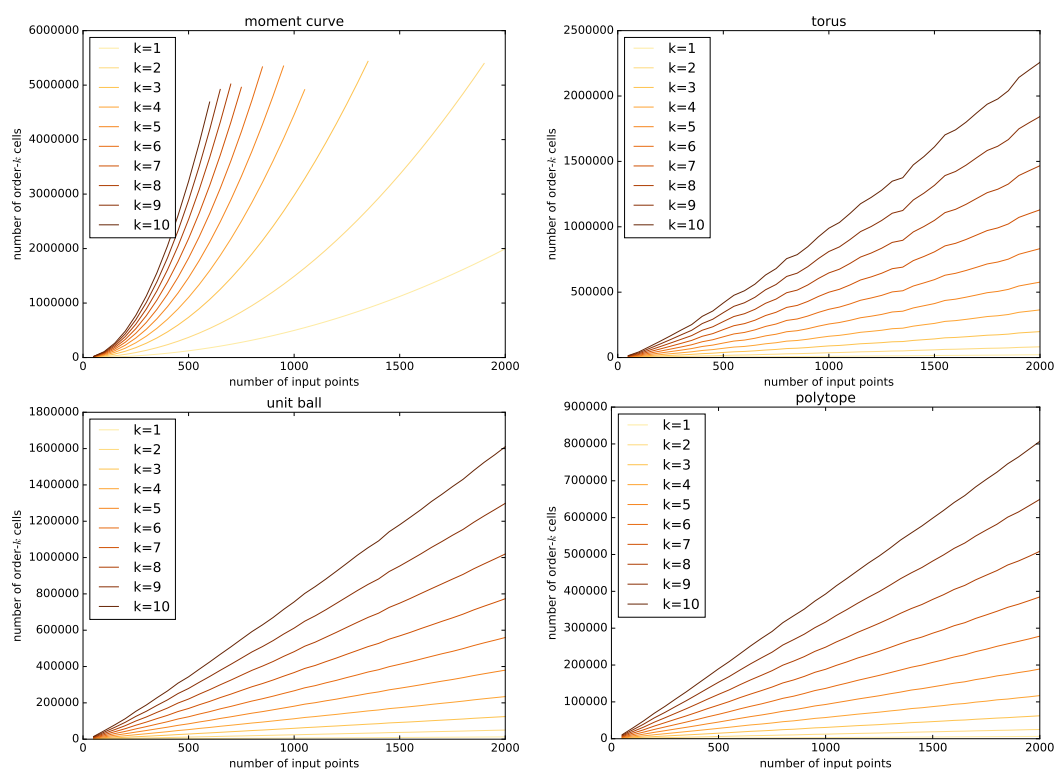 moment curve
6000000
5000000
4000000
3000000
2000000
1000000
0
number of order-k cells
k=1
k=2
k=3
k=4
k=5
k=6
k=7
k=8
k=9
k=10
0
500
1000
1500
2000
number of input points
torus
2500000
2000000
1500000
1000000
500000
0
number of order-k cells
k=1
k=2
k=3
k=4
k=5
k=6
k=7
k=8
k=9
k=10
0
500
1000
1500
2000
number of input points
unit ball
1800000
1600000
1400000
1200000
1000000
800000
600000
400000
200000
0
number of order-k cells
k=1
k=2
k=3
k=4
k=5
k=6
k=7
k=8
k=9
k=10
0
500
1000
1500
2000
number of input points
polytope
900000
800000
700000
600000
500000
400000
300000
200000
100000
0
number of order-k cells
k=1
k=2
k=3
k=4
k=5
k=6
k=7
k=8
k=9
k=10
0
500
1000
1500
2000
number of input points